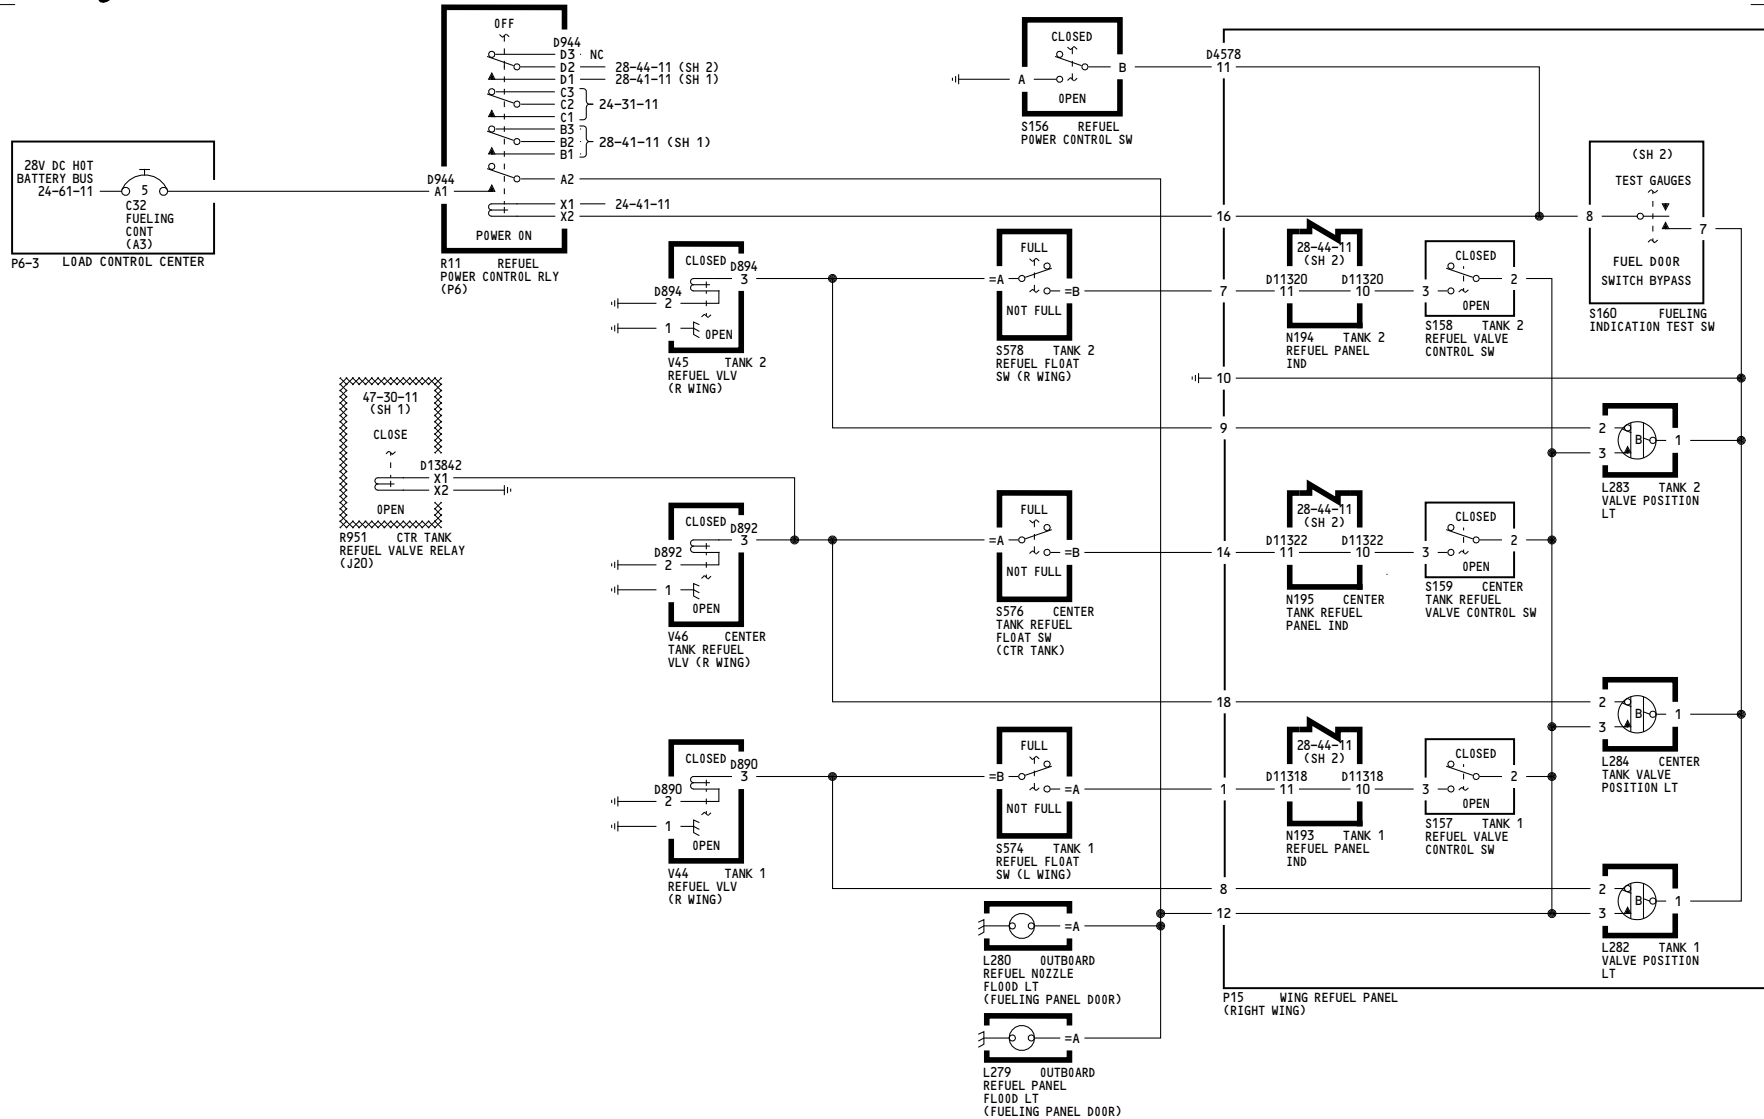 OFF
D944
D3 NC
D2 28-44-11 (SH 2)
D1 28-41-11 (SH 1)
C3
C2 24-31-11
C1
B3
B2 28-41-11 (SH 1)
B1
A2
X1 24-41-11
X2
D944
A1
POWER ON
R11 REFUEL
POWER CONTROL RLY
(P6)
28V DC HOT
BATTERY BUS
24-61-11
5
C32
FUELING
CONT
(A3)
P6-3 LOAD CONTROL CENTER
CLOSED
A
B
OPEN
S156 REFUEL
POWER CONTROL SW
D4578
11
16
(SH 2)
TEST GAUGES
8
7
FUEL DOOR
SWITCH BYPASS
S160 FUELING
INDICATION TEST SW
CLOSED
D894
3
D894
2
1
OPEN
V45 TANK 2
REFUEL VLV
(R WING)
FULL
=A
=B
NOT FULL
S578 TANK 2
REFUEL FLOAT
SW (R WING)
7
28-44-11
(SH 2)
D11320
11
D11320
10
N194 TANK 2
REFUEL PANEL
IND
CLOSED
2
3
OPEN
S158 TANK 2
REFUEL VALVE
CONTROL SW
10
9
2
B
1
3
L283 TANK 2
VALVE POSITION
LT
47-30-11
(SH 1)
CLOSE
D13842
X1
X2
OPEN
R951 CTR TANK
REFUEL VALVE RELAY
(J20)
CLOSED
D892
3
D892
2
1
OPEN
V46 CENTER
TANK REFUEL
VLV (R WING)
FULL
=A
=B
NOT FULL
S576 CENTER
TANK REFUEL
FLOAT SW
(CTR TANK)
14
28-44-11
(SH 2)
D11322
11
D11322
10
N195 CENTER
TANK REFUEL
PANEL IND
CLOSED
2
3
OPEN
S159 CENTER
TANK REFUEL
VALVE CONTROL SW
18
2
B
1
3
L284 CENTER
TANK VALVE
POSITION LT
CLOSED
D890
3
D890
2
1
OPEN
V44 TANK 1
REFUEL VLV
(R WING)
FULL
=B
=A
NOT FULL
S574 TANK 1
REFUEL FLOAT
SW (L WING)
1
28-44-11
(SH 2)
D11318
11
D11318
10
N193 TANK 1
REFUEL PANEL
IND
CLOSED
2
3
OPEN
S157 TANK 1
REFUEL VALVE
CONTROL SW
8
12
2
B
1
3
L282 TANK 1
VALVE POSITION
LT
=A
L280 OUTBOARD
REFUEL NOZZLE
FLOOD LT
(FUELING PANEL DOOR)
P15 WING REFUEL PANEL
(RIGHT WING)
=A
L279 OUTBOARD
REFUEL PANEL
FLOOD LT
(FUELING PANEL DOOR)